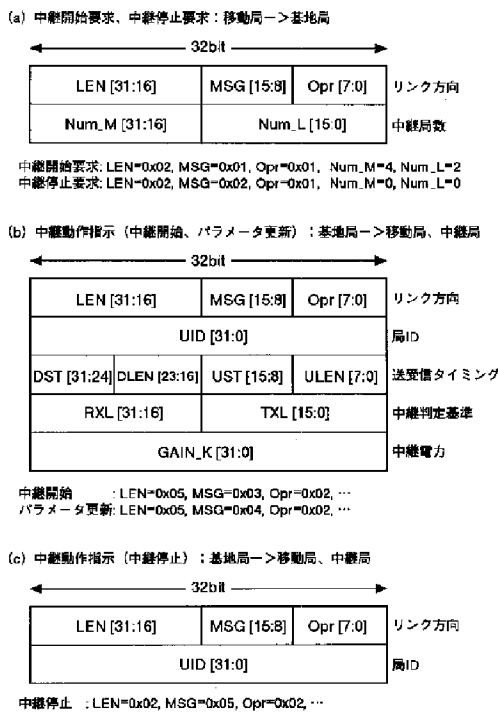 (a) 中継開始要求、中継停止要求：移動局ー>基地局
32bit
LEN [31:16] MSG [15:8] Opr [7:0] リンク方向
Num_M [31:16] Num_L [15:0] 中継局数
中継開始要求: LEN=0x02, MSG=0x01, Opr=0x01, Num_M=4, Num_L=2
中継停止要求: LEN=0x02, MSG=0x02, Opr=0x01, Num_M=0, Num_L=0
(b) 中継動作指示（中継開始、パラメータ更新）：基地局ー>移動局、中継局
32bit
LEN [31:16] MSG [15:8] Opr [7:0] リンク方向
UID [31:0] 局ID
DST [31:24] DLEN [23:16] UST [15:8] ULEN [7:0] 送受信タイミング
RXL [31:16] TXL [15:0] 中継判定基準
GAIN_K [31:0] 中継電力
中継開始 : LEN=0x05, MSG=0x03, Opr=0x02, …
パラメータ更新: LEN=0x05, MSG=0x04, Opr=0x02, …
(c) 中継動作指示（中継停止）：基地局ー>移動局、中継局
32bit
LEN [31:16] MSG [15:8] Opr [7:0] リンク方向
UID [31:0] 局ID
中継停止 : LEN=0x02, MSG=0x05, Opr=0x02, …